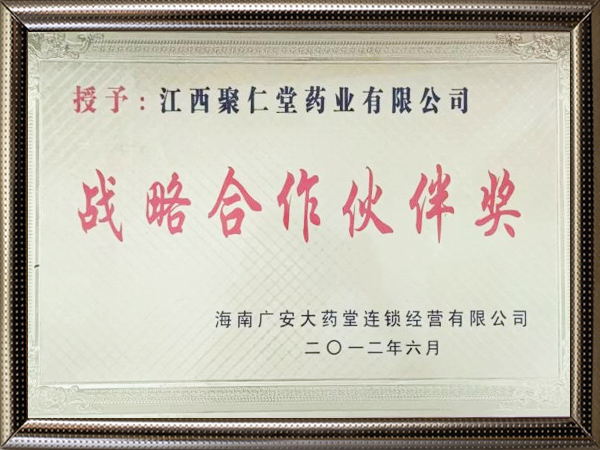 授予：江西聚仁堂药业有限公司
战略合作伙伴奖
海南广安大药堂连锁经营有限公司
二〇一二年六月